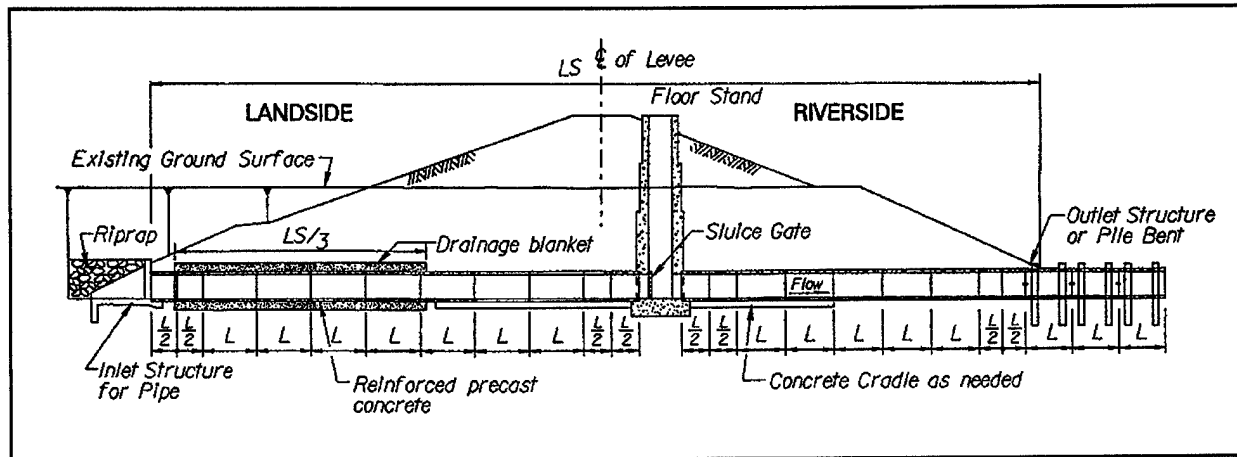 LS ℄ of Levee
Floor Stand
LANDSIDE
RIVERSIDE
Existing Ground Surface
Riprap
LS/3
Drainage blanket
Sluice Gate
Outlet Structure
or Pile Bent
Flow
L/2 L/2 L L L L L L L L/2 L/2 L/2 L/2 L L L L L L/2 L/2 L L L
Inlet Structure
for Pipe
Reinforced precast
concrete
Concrete Cradle as needed